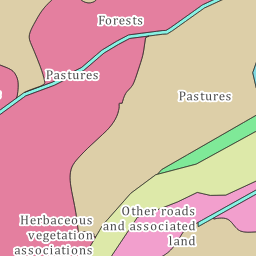 Forests
Pastures
Pastures
Other roads
and associated
land
Herbaceous
vegetation
associations